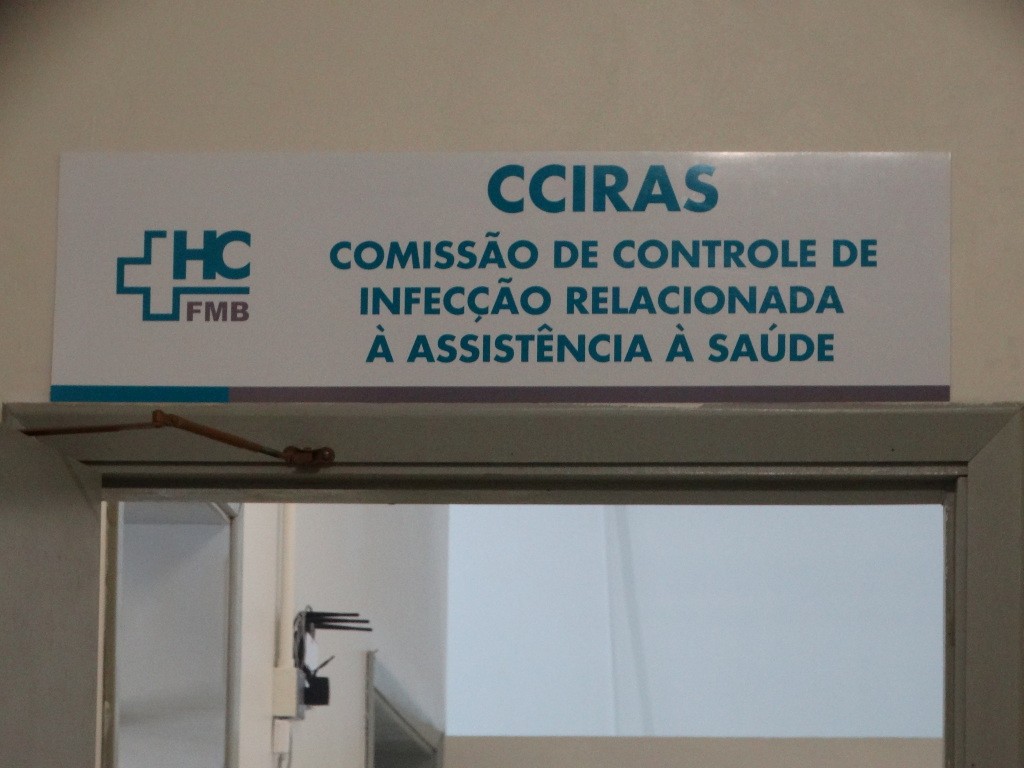 CCIRAS
HC
FMB
COMISSÃO DE CONTROLE DE
INFECÇÃO RELACIONADA
À ASSISTÊNCIA À SAÚDE